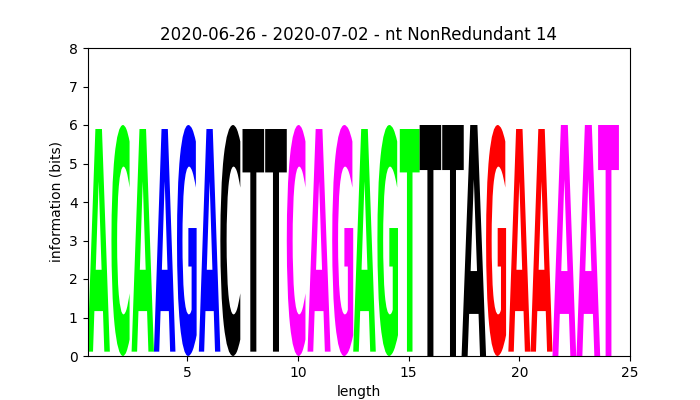 2020-06-26 - 2020-07-02 - nt NonRedundant 14
8
7
6
5
4
3
2
1
0
information (bits)
ACAAGACTTCAGAGTTTAGAAAAT
5 10 15 20 25
length